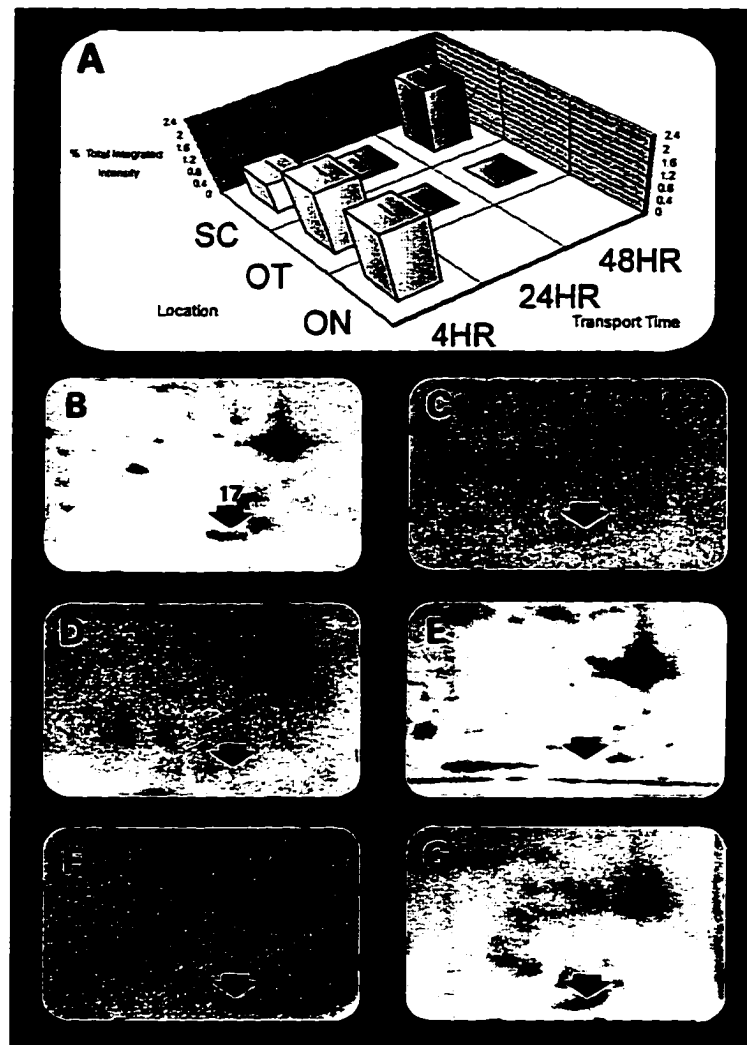 A
2.4
2
1.6
1.2
0.8
0.4
0
% Total Integrated
Intensity
2.4
2
1.6
1.2
0.8
0.4
0
SC
OT
ON
Location
4HR
24HR
48HR
Transport Time
B
17
C
D
E
F
G